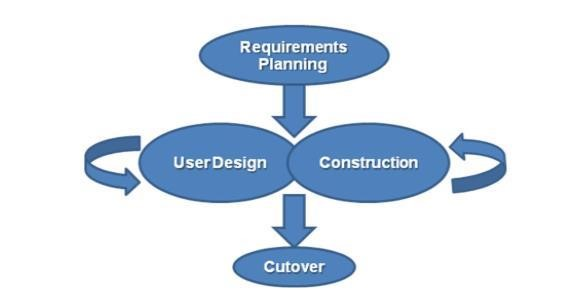 Requirements
Planning
User Design
Construction
Cutover